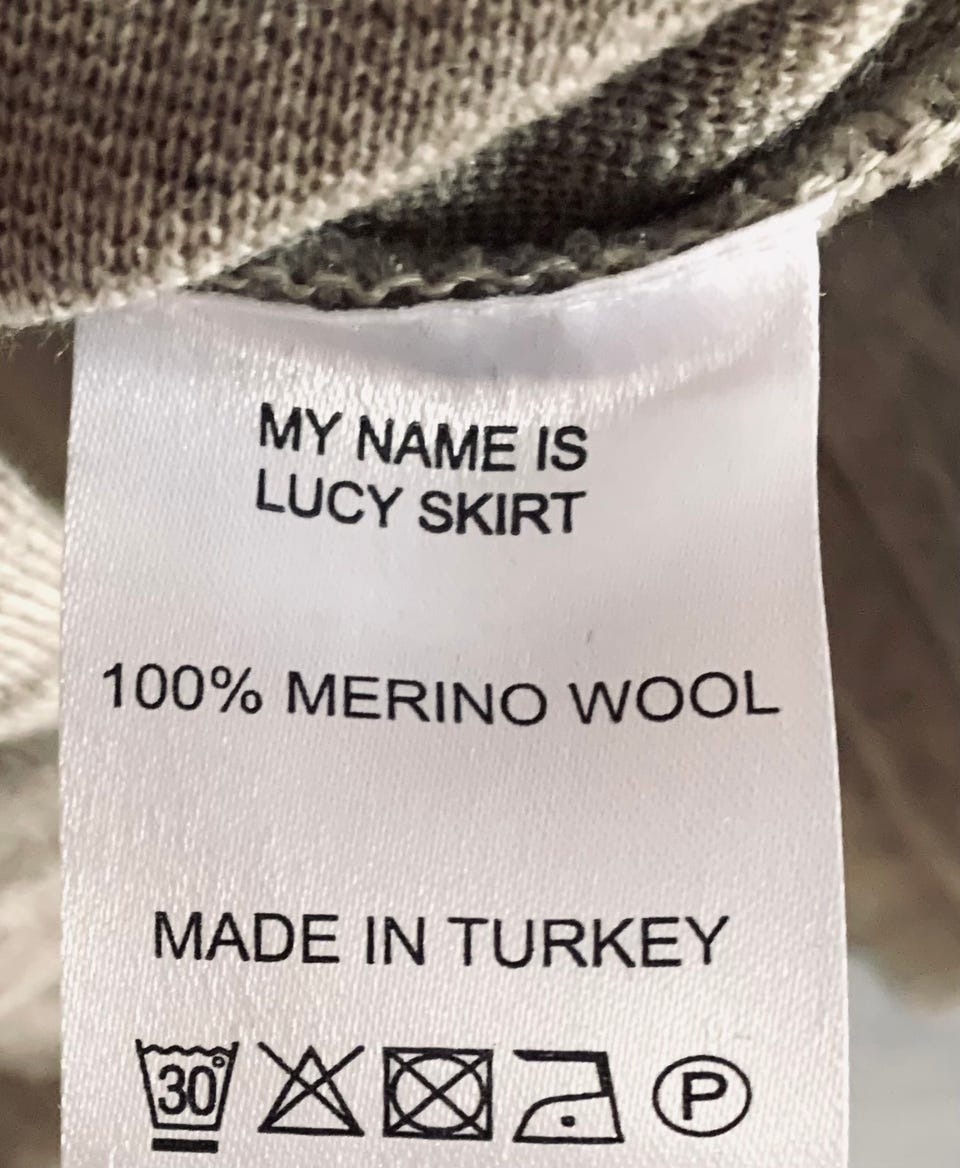 MY NAME IS
LUCY SKIRT
100% MERINO WOOL
MADE IN TURKEY
30° P